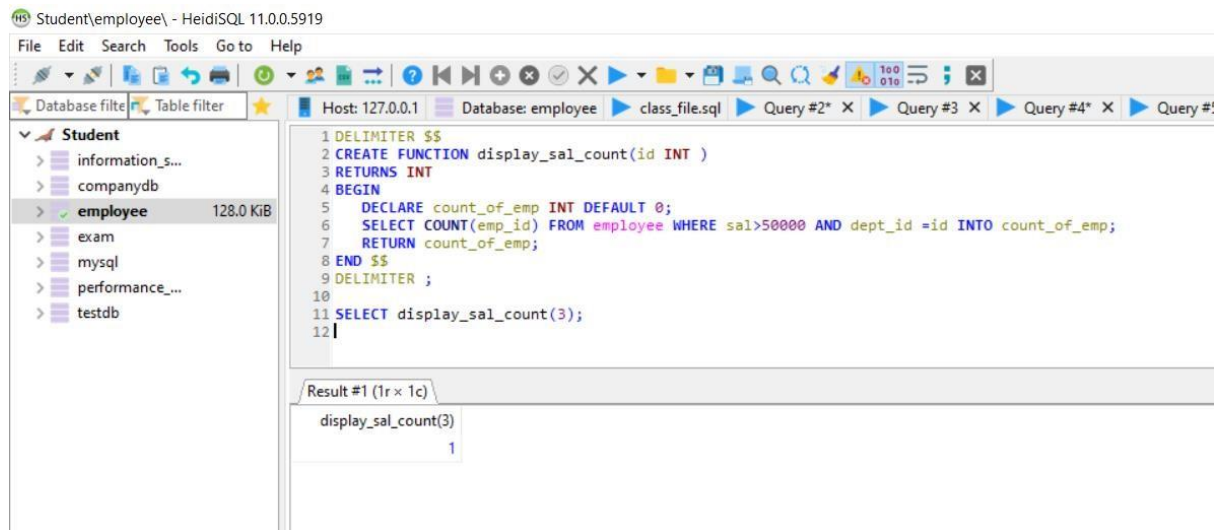 Student\employee\ - HeidiSQL 11.0.0.5919
File Edit Search Tools Go to Help
Database filte Table filter Host: 127.0.0.1 Database: employee class_file.sql Query #2* Query #3 Query #4* Query #5
Student
information_s...
companydb
employee 128.0 KiB
exam
mysql
performance_...
testdb
1 DELIMITER $$
2 CREATE FUNCTION display_sal_count(id INT )
3 RETURNS INT
4 BEGIN
5 DECLARE count_of_emp INT DEFAULT 0;
6 SELECT COUNT(emp_id) FROM employee WHERE sal>50000 AND dept_id =id INTO count_of_emp;
7 RETURN count_of_emp;
8 END $$
9 DELIMITER ;
10
11 SELECT display_sal_count(3);
12
Result #1 (1r × 1c)
display_sal_count(3)
1